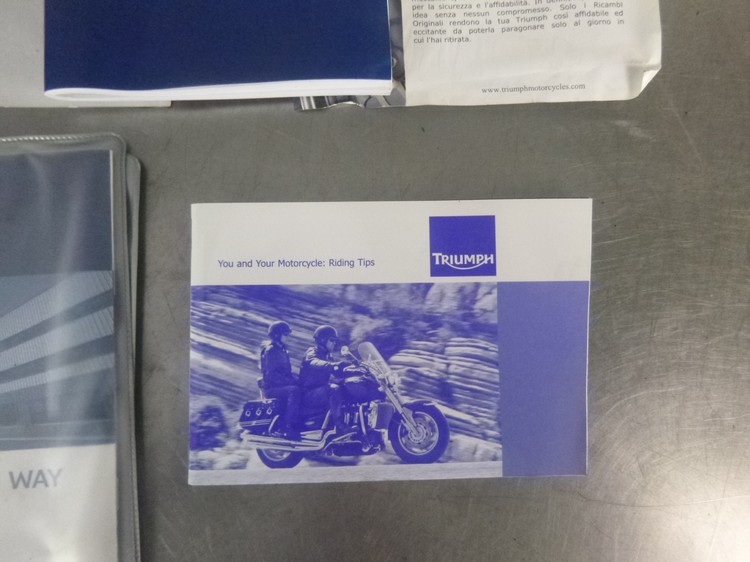 per la sicurezza e l'affidabilità. In
idea senza nessun compromesso. Solo i Ricambi
Originali rendono la tua Triumph così affidabile ed
eccitante da poterla paragonare solo al giorno in
cui l'hai ritirata.
www.triumphmotorcycles.com
You and Your Motorcycle: Riding Tips
TRIUMPH
WAY